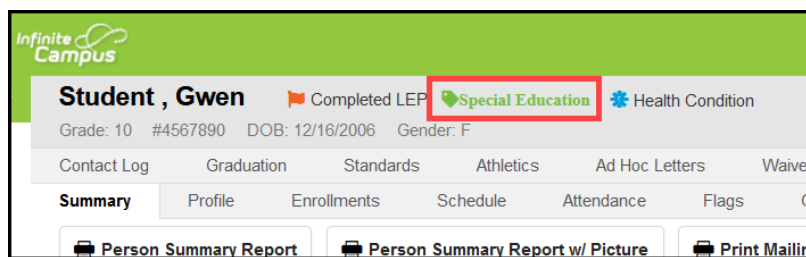 Infinite
Campus
Student , Gwen Completed LEP Special Education Health Condition
Grade: 10 #4567890 DOB: 12/16/2006 Gender: F
Contact Log Graduation Standards Athletics Ad Hoc Letters
Summary Profile Enrollments Schedule Attendance Flags
Person Summary Report Person Summary Report w/ Picture Print